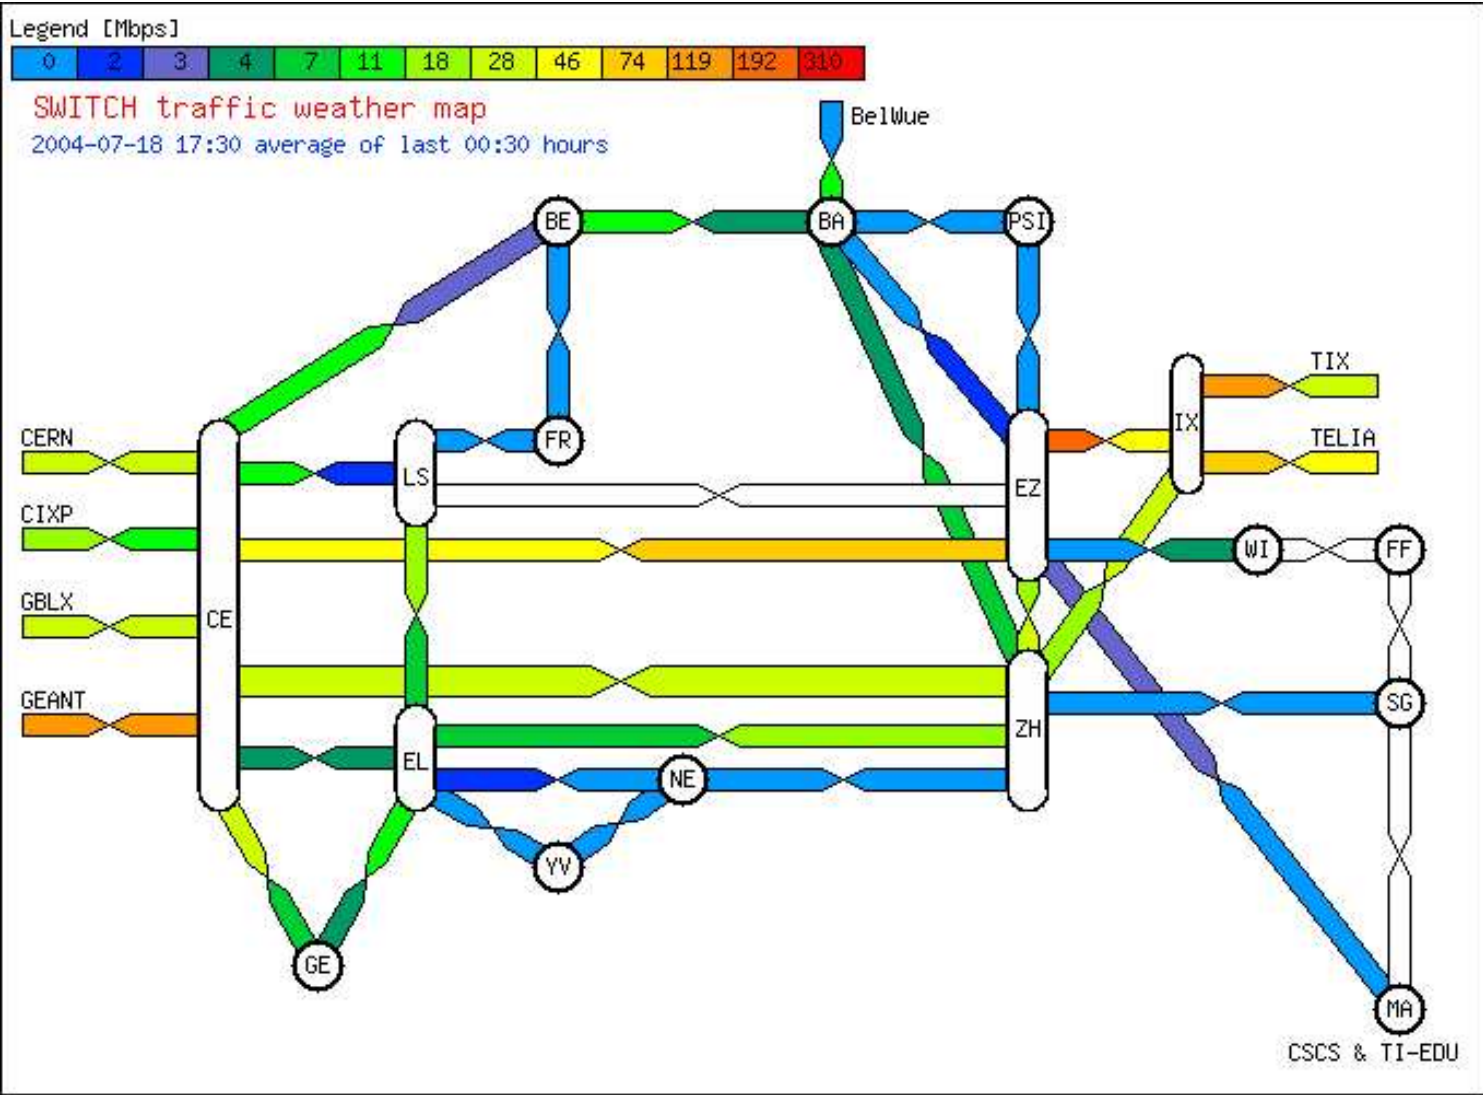 Legend [Mbps]
0 2 3 4 7 11 18 28 46 74 119 192 310
SWITCH traffic weather map
2004-07-18 17:30 average of last 00:30 hours
BelWue
BE
BA
PSI
TIX
IX
CERN
FR
TELIA
LS
EZ
CIXP
WI
FF
GBLX
CE
GEANT
SG
ZH
EL
NE
YV
GE
MA
CSCS & TI-EDU